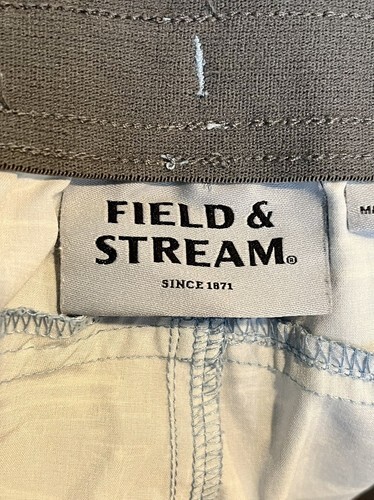 FIELD &
STREAM®
SINCE 1871